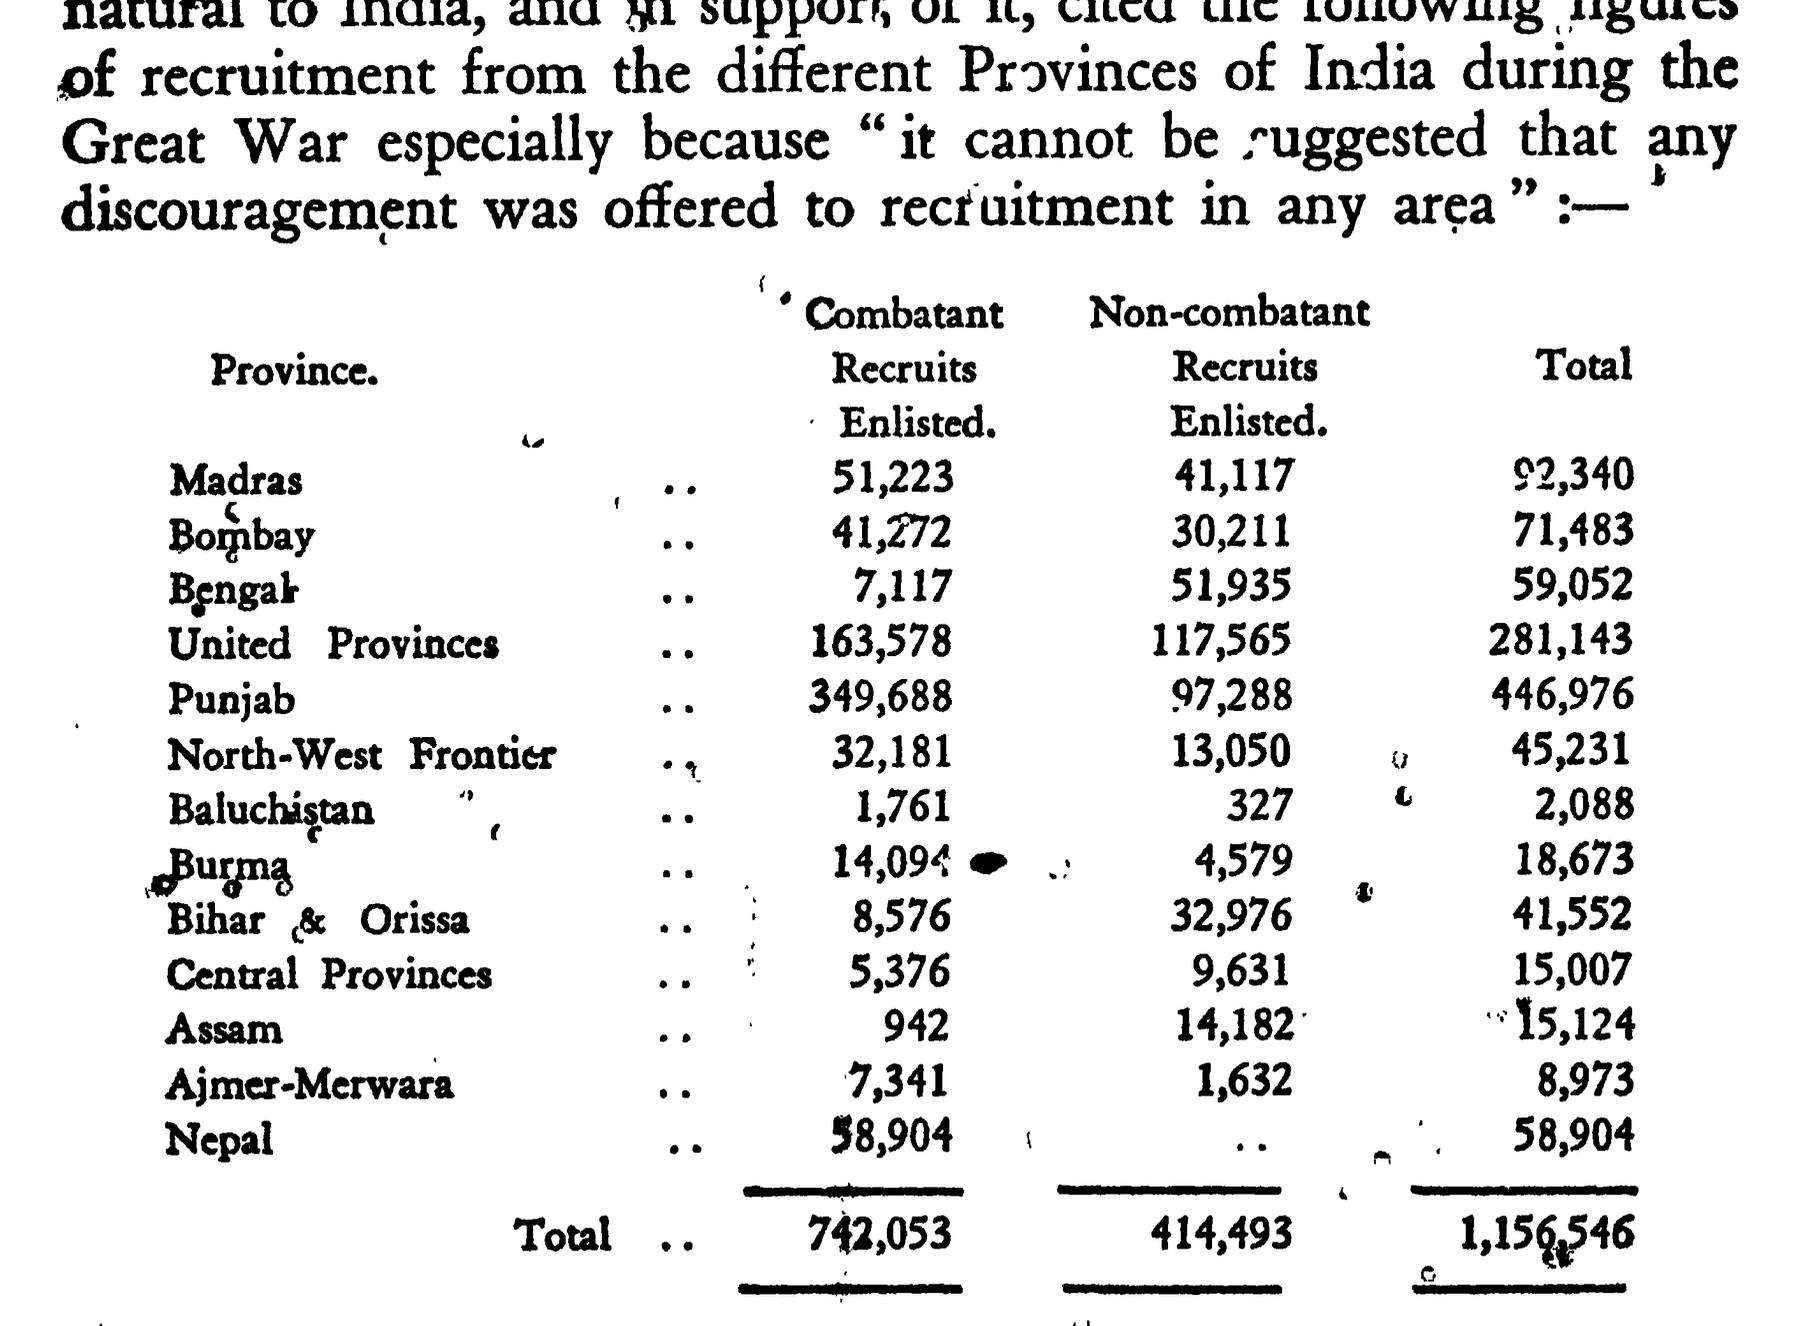 natural to India, and in support of it, cited the following figures
of recruitment from the different Provinces of India during the
Great War especially because “it cannot be suggested that any
discouragement was offered to recruitment in any area” :—
Combatant Non-combatant
Province. Recruits Recruits Total
Enlisted. Enlisted.
Madras .. 51,223 41,117 92,340
Bombay .. 41,272 30,211 71,483
Bengal .. 7,117 51,935 59,052
United Provinces .. 163,578 117,565 281,143
Punjab .. 349,688 97,288 446,976
North-West Frontier .. 32,181 13,050 45,231
Baluchistan .. 1,761 327 2,088
Burma .. 14,094 4,579 18,673
Bihar & Orissa .. 8,576 32,976 41,552
Central Provinces .. 5,376 9,631 15,007
Assam .. 942 14,182 15,124
Ajmer-Merwara .. 7,341 1,632 8,973
Nepal .. 58,904 .. 58,904
Total .. 742,053 414,493 1,156,546